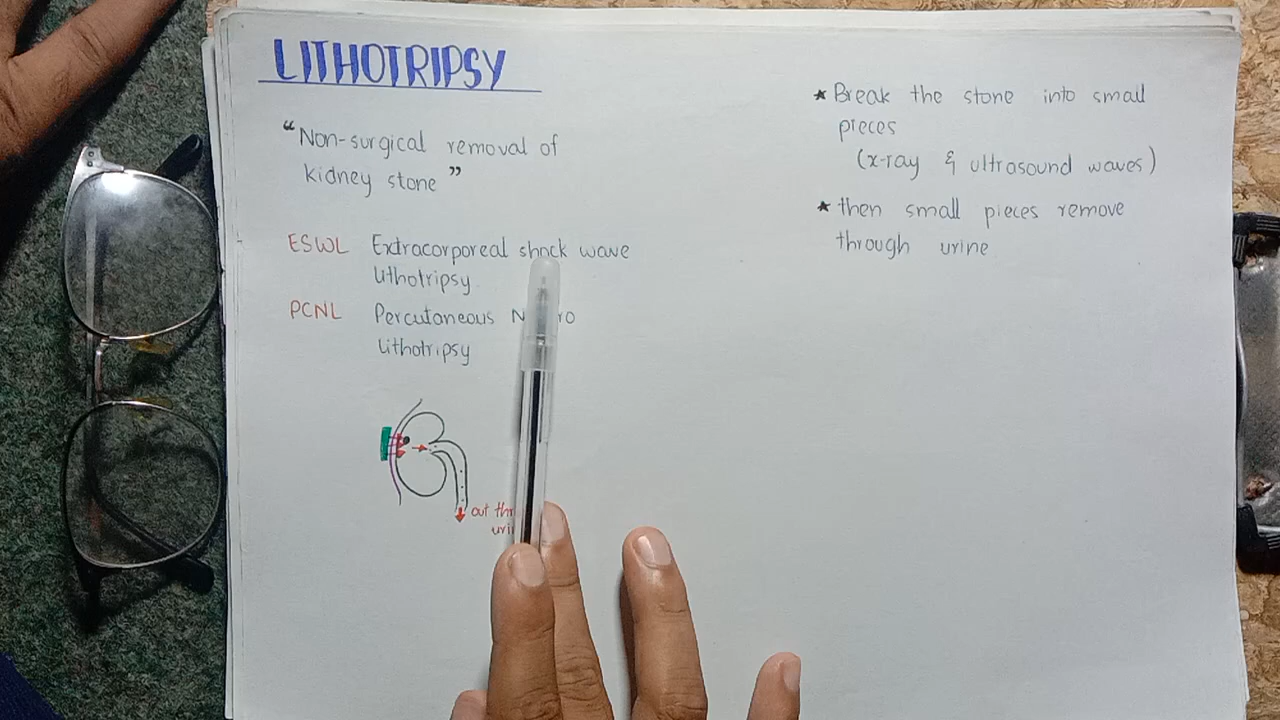 LITHOTRIPSY
“Non-surgical removal of
kidney stone”
ESWL Extracorporeal shock wave
Lithotripsy
PCNL Percutaneous
Lithotripsy
out
★ Break the stone into small
pieces
(x-ray & ultrasound waves)
★ then small pieces remove
through urine